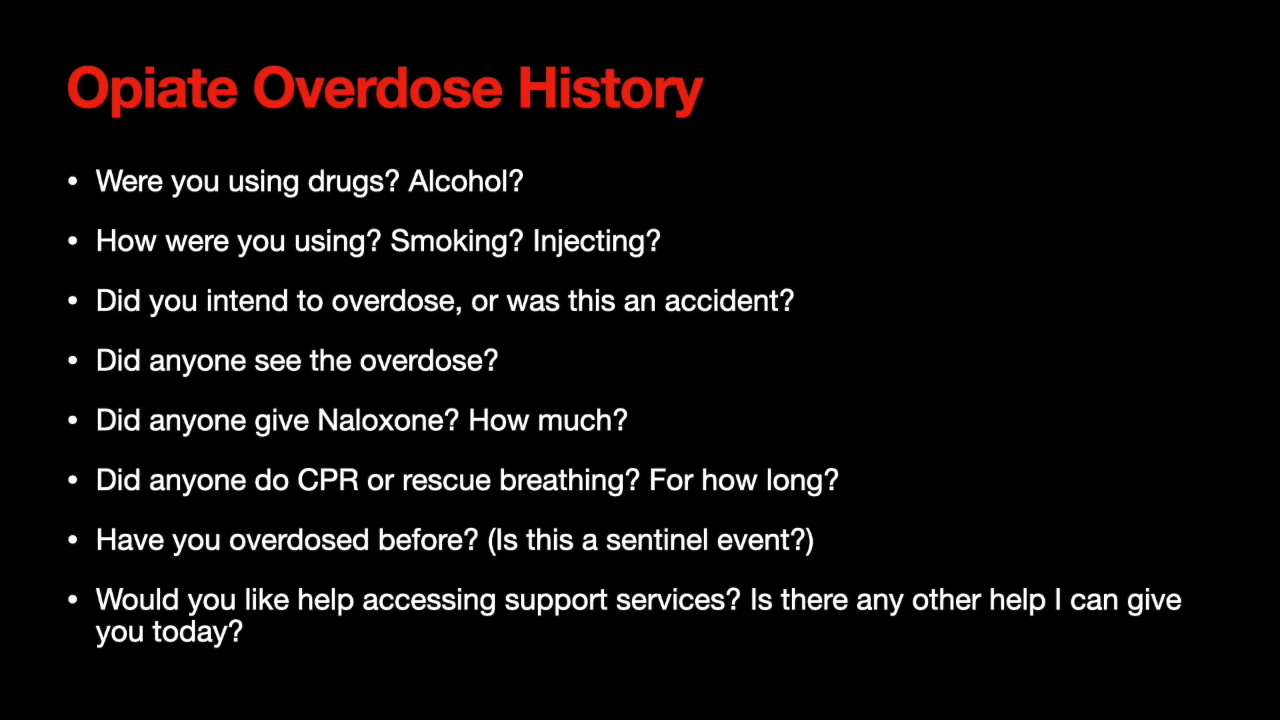 Opiate Overdose History
• Were you using drugs? Alcohol?
• How were you using? Smoking? Injecting?
• Did you intend to overdose, or was this an accident?
• Did anyone see the overdose?
• Did anyone give Naloxone? How much?
• Did anyone do CPR or rescue breathing? For how long?
• Have you overdosed before? (Is this a sentinel event?)
• Would you like help accessing support services? Is there any other help I can give
you today?